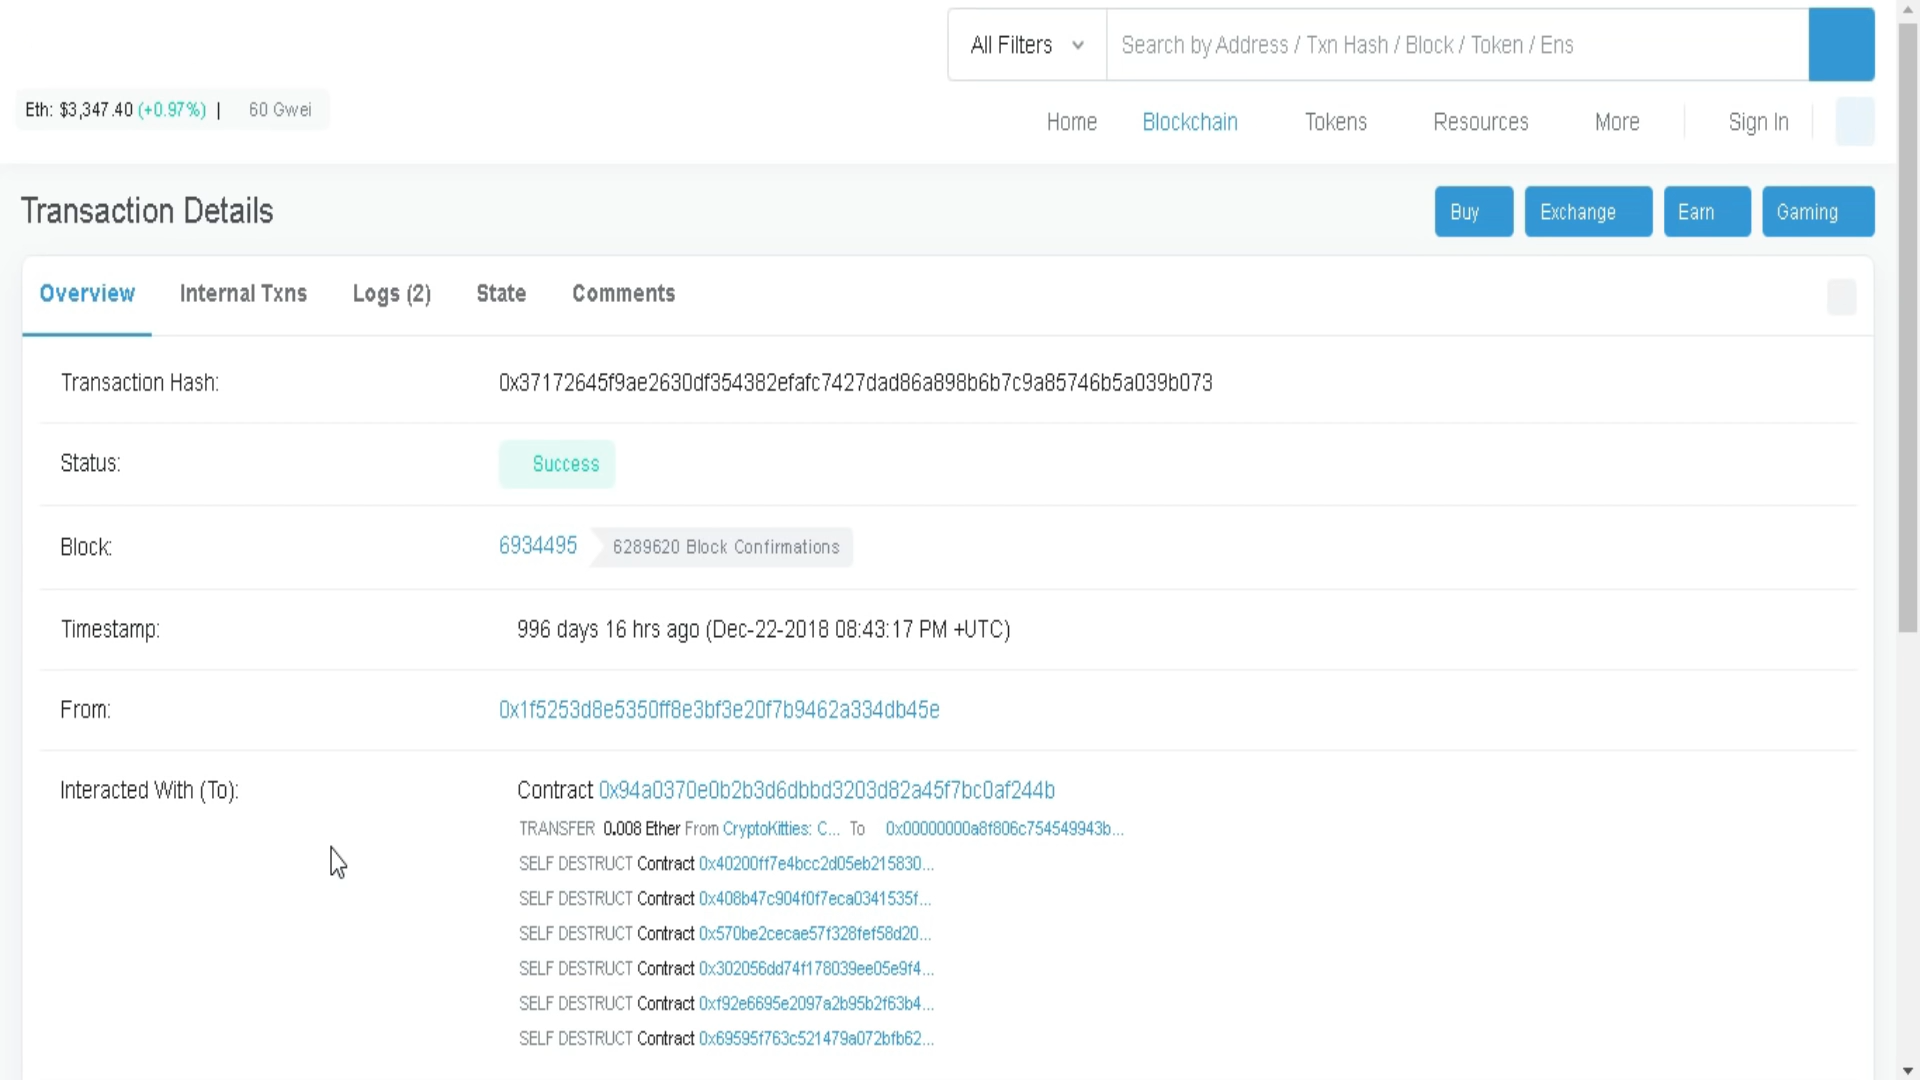 All Filters
Search by Address / Txn Hash / Block / Token / Ens
Eth: $3,347.40 (+0.97%) | 60 Gwei
Home Blockchain Tokens Resources More Sign In
Transaction Details
Buy Exchange Earn Gaming
Overview Internal Txns Logs (2) State Comments
Transaction Hash: 0x37172645f9ae2630df354382efafc7427dad86a898b6b7c9a85746b5a039b073
Status: Success
Block: 6934495 6289620 Block Confirmations
Timestamp: 996 days 16 hrs ago (Dec-22-2018 08:43:17 PM +UTC)
From: 0x1f5253d8e5350ff8e3bf3e20f7b9462a334db45e
Interacted With (To): Contract 0x94a0370e0b2b3d6dbbd3203d82a45f7bc0af244b
TRANSFER 0.008 Ether From CryptoKitties: C... To 0x00000000a8f806c754549943b...
SELF DESTRUCT Contract 0x40200ff7e4bcc2d05eb215830...
SELF DESTRUCT Contract 0x408b47c904f0f7eca0341535f...
SELF DESTRUCT Contract 0x570be2cecae57f328fef58d20...
SELF DESTRUCT Contract 0x302056dd74f178039ee05e9f4...
SELF DESTRUCT Contract 0xf92e6695e2097a2b95b2f63b4...
SELF DESTRUCT Contract 0x69595f763c521479a072bfb62...